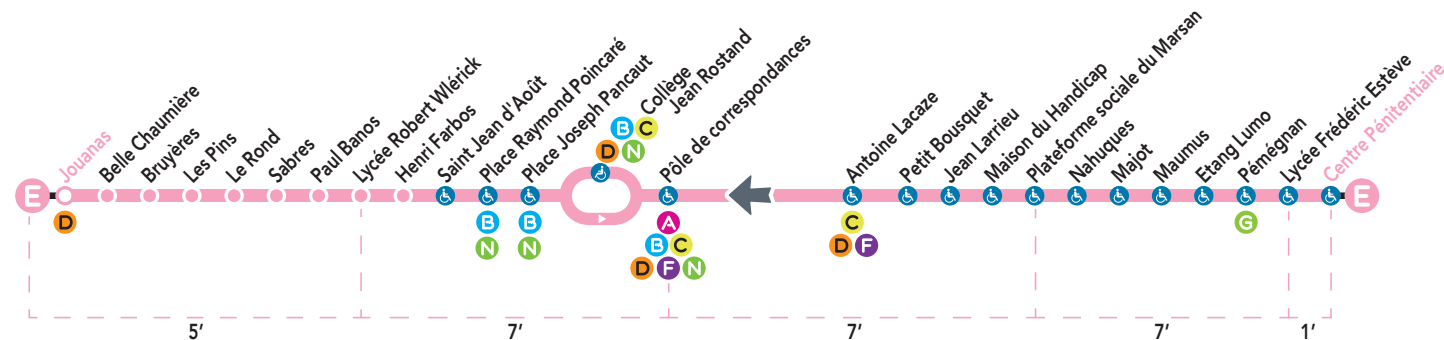 E
Jouanas
D
Belle Chaumière
Bruyères
Les Pins
Le Rond
Sabres
Paul Banos
Lycée Robert Wlérick
Henri Farbos
Saint Jean d'Août
Place Raymond Poincaré
B
N
Place Joseph Pancaut
B
N
Collège
Jean Rostand
B C
D N
Pôle de correspondances
A
B C
D F N
Antoine Lacaze
C
D F
Petit Bousquet
Jean Larrieu
Maison du Handicap
Plateforme sociale du Marsan
Nahuques
Majot
Maumus
Etang Lumo
Pémégnan
G
Lycée Frédéric Estève
Centre Pénitentiaire
E
5' 7' 7' 7' 1'